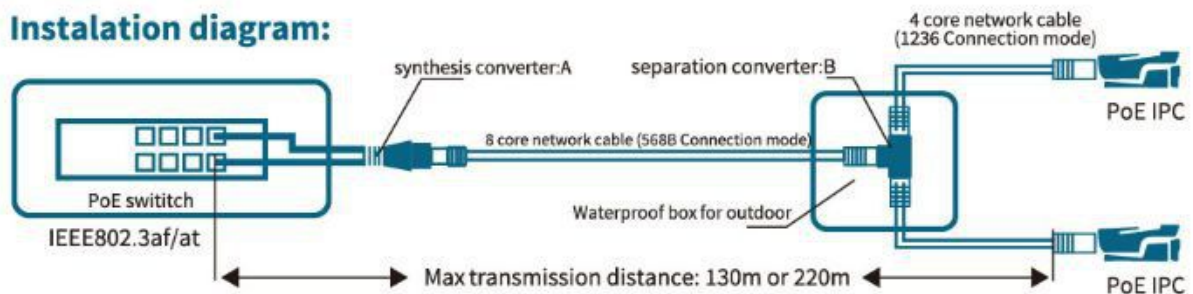 Instalation diagram:
4 core network cable
(1236 Connection mode)
synthesis converter:A
separation converter:B
PoE IPC
8 core network cable (568B Connection mode)
PoE swititch
Waterproof box for outdoor
IEEE802.3af/at
Max transmission distance: 130m or 220m
PoE IPC